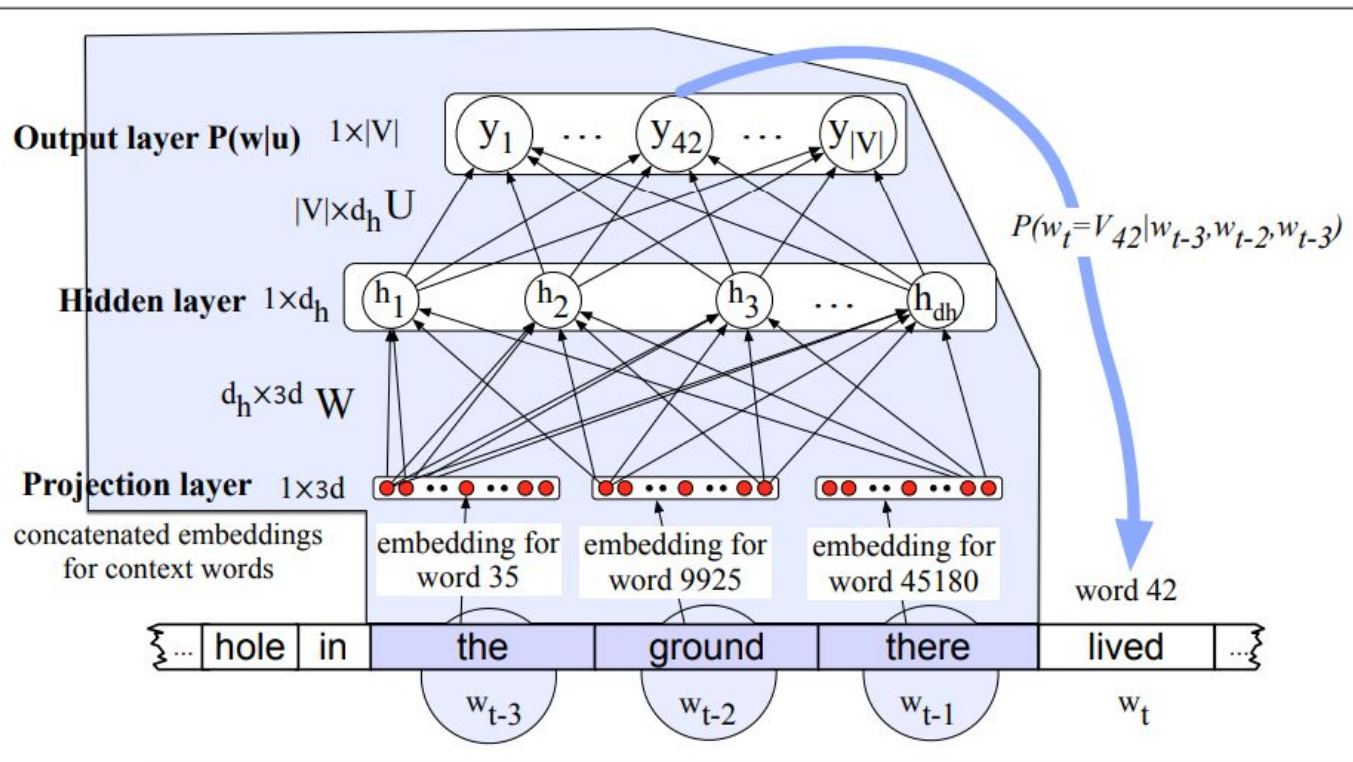 Output layer P(w|u) 1×|V|
y1 ... y42 ... y|V|
|V|×dh U
P(wt=V42|wt-3,wt-2,wt-3)
Hidden layer 1×dh
h1 h2 h3 ... hdh
dh×3d W
Projection layer 1×3d
concatenated embeddings
for context words
embedding for
word 35
embedding for
word 9925
embedding for
word 45180
word 42
... hole in the ground there lived ...
wt-3 wt-2 wt-1 wt